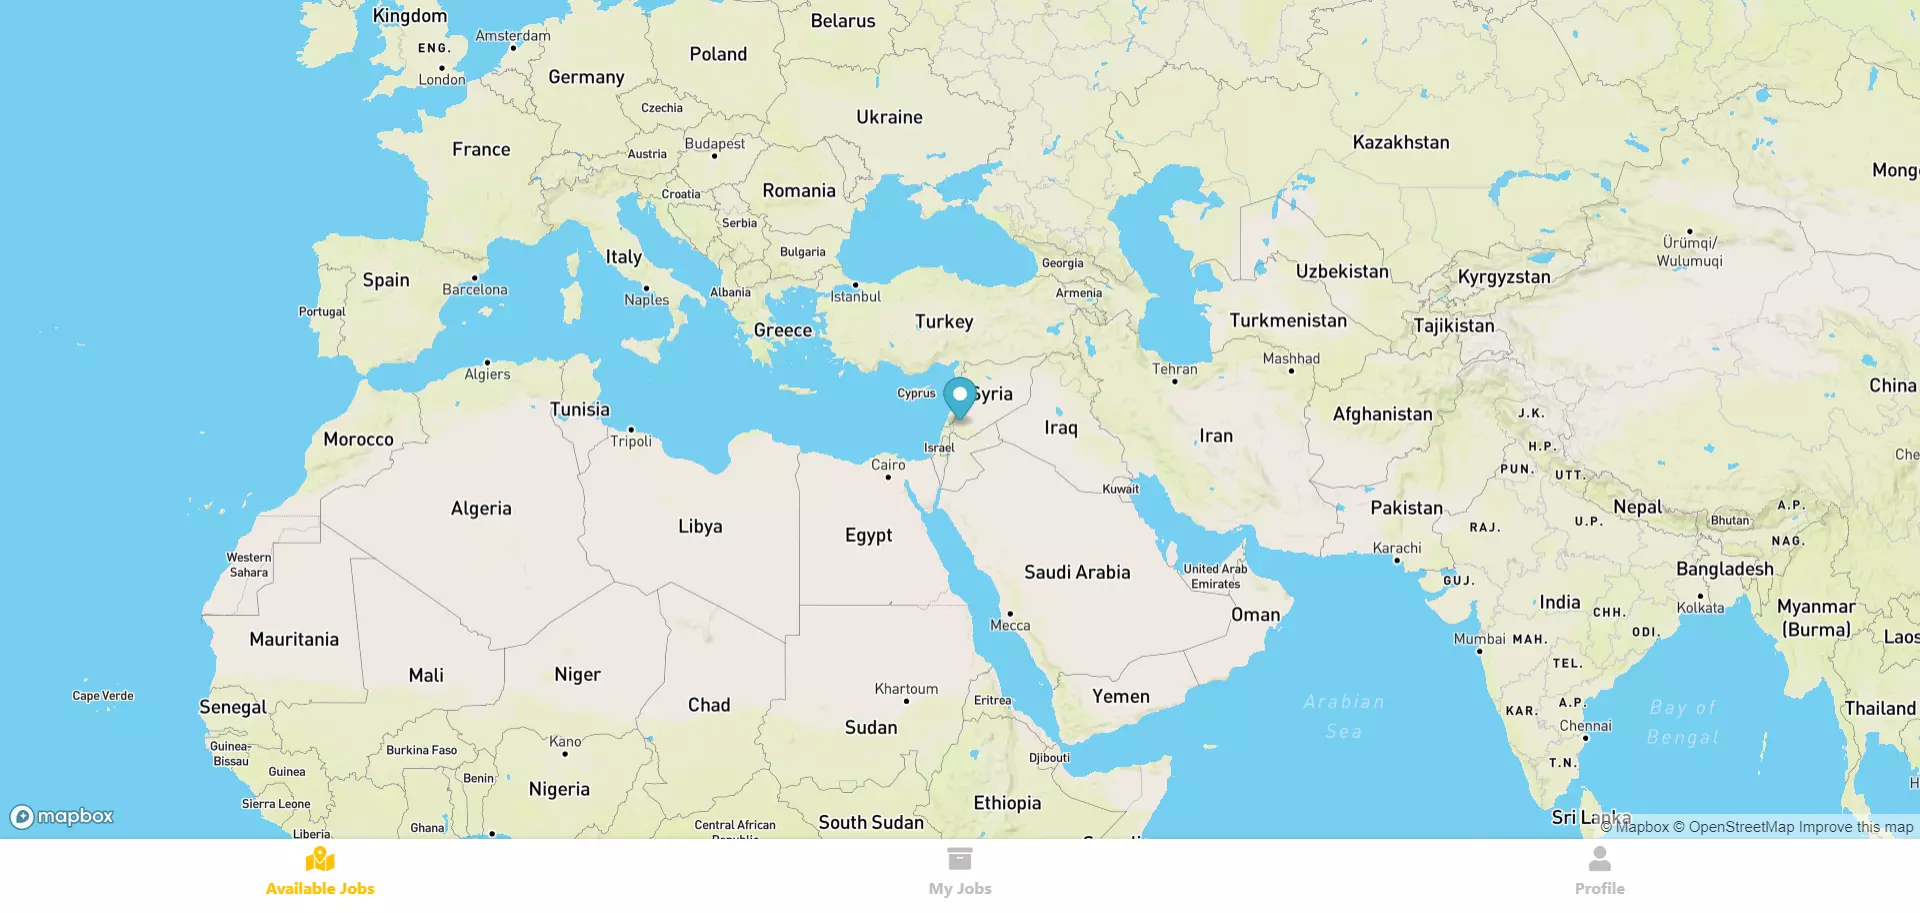 Kingdom
Belarus
Amsterdam
ENG.
Poland
London
Germany
Czechia
Ukraine
France
Austria
Budapest
Kazakhstan
Croatia
Romania
Serbia
Bulgaria
Italy
Spain
Barcelona
Naples
Albania
Istanbul
Portugal
Greece
Turkey
Georgia
Armenia
Uzbekistan
Kyrgyzstan
Ürümqi/
Wulumuqi
Turkmenistan
Tajikistan
Algiers
Tehran
Mashhad
Cyprus
Syria
China
Tunisia
Tripoli
Morocco
Israel
Iraq
Iran
Afghanistan
J.K.
H.P.
PUN.
UTT.
Cairo
Kuwait
Algeria
Libya
Egypt
Pakistan
Nepal
RAJ.
U.P.
Bhutan
A.P.
NAG.
Karachi
Western
Sahara
Saudi Arabia
United Arab
Emirates
GUJ.
Bangladesh
India
CHH.
Kolkata
Myanmar
(Burma)
Oman
Mecca
Mumbai
MAH.
ODI.
Laos
Mauritania
Mali
Niger
TEL.
Cape Verde
Senegal
Chad
Khartoum
Eritrea
Yemen
Arabian
Sea
KAR.
A.P.
Bay of
Bengal
Thailand
Sudan
Chennai
Guinea-
Bissau
Burkina Faso
Kano
Djibouti
T.N.
Guinea
Benin
Nigeria
Ethiopia
Sierra Leone
Ghana
Liberia
Central African
South Sudan
Sri Lanka
mapbox
© Mapbox © OpenStreetMap Improve this map
Available Jobs
My Jobs
Profile